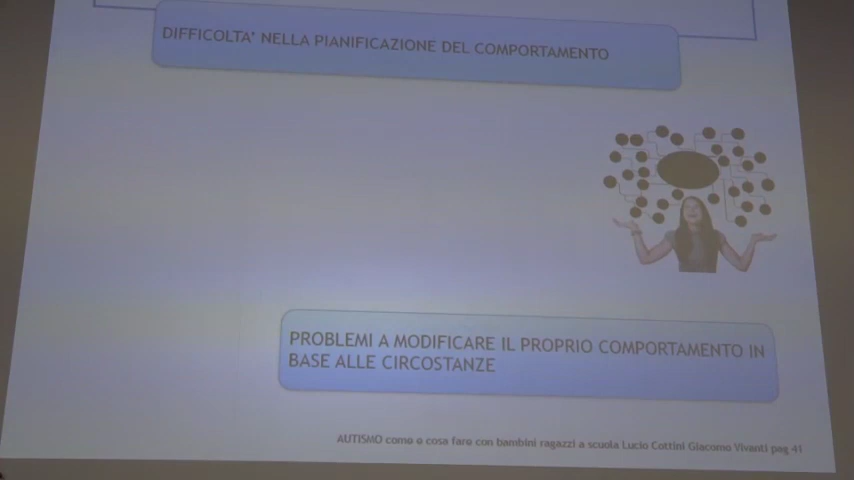 DIFFICOLTA' NELLA PIANIFICAZIONE DEL COMPORTAMENTO
PROBLEMI A MODIFICARE IL PROPRIO COMPORTAMENTO IN
BASE ALLE CIRCOSTANZE
AUTISMO come e cosa fare con bambini ragazzi a scuola Lucio Cottini Giacomo Vivanti pag 41